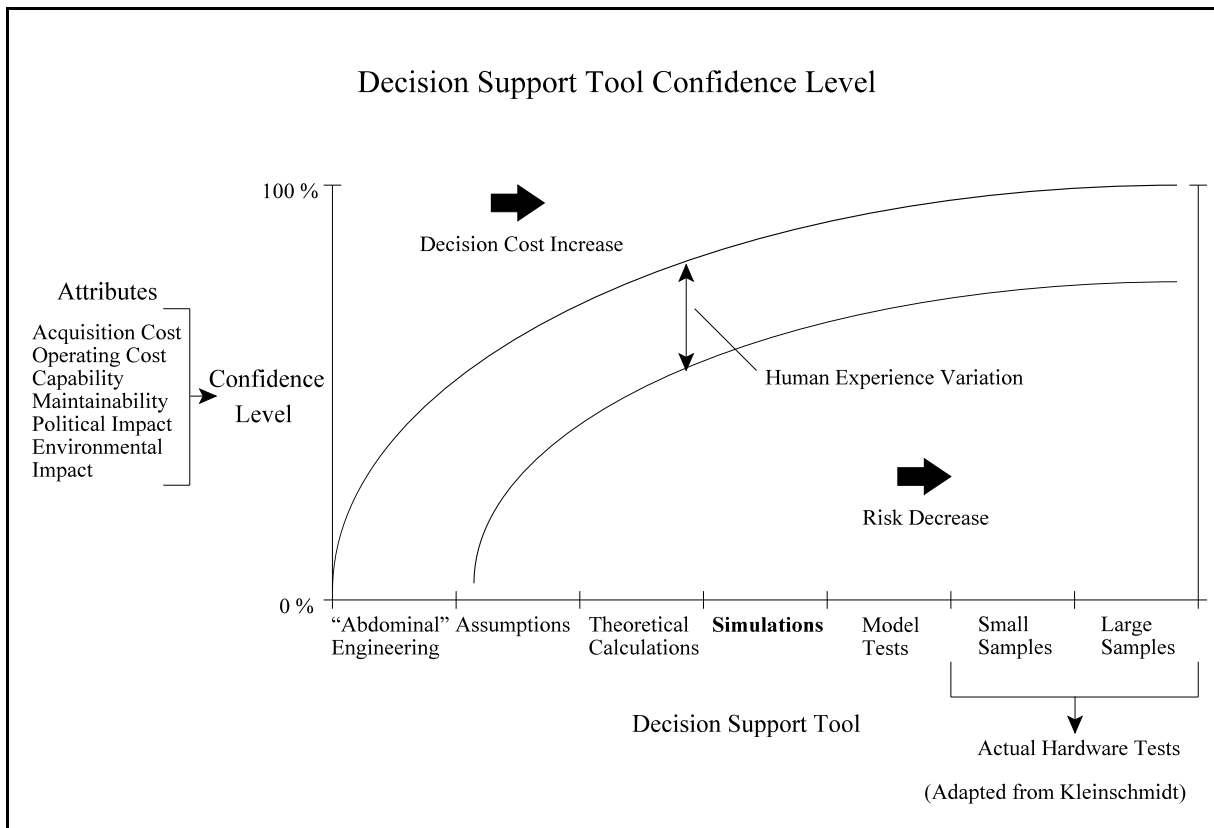 Decision Support Tool Confidence Level
100 %
Decision Cost Increase
Attributes
Acquisition Cost
Operating Cost
Capability
Maintainability
Political Impact
Environmental
Impact
Confidence
Level
Human Experience Variation
Risk Decrease
0 %
“Abdominal”
Engineering
Assumptions
Theoretical
Calculations
Simulations
Model
Tests
Small
Samples
Large
Samples
Decision Support Tool
Actual Hardware Tests
(Adapted from Kleinschmidt)